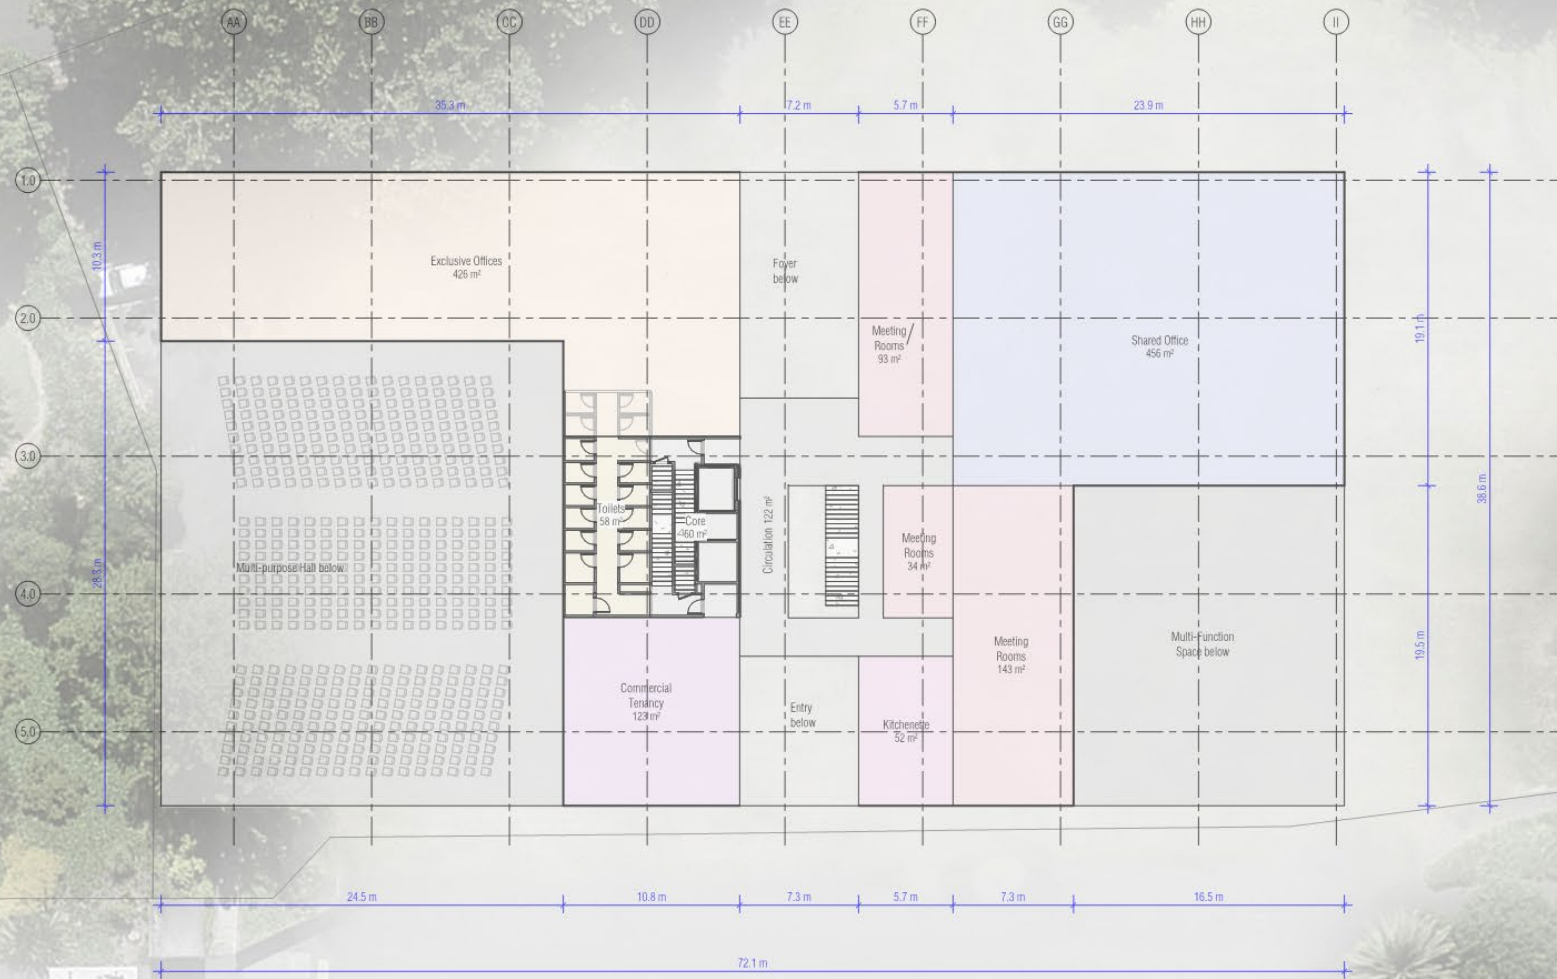 AA
BB
CC
DD
EE
FF
GG
HH
II
35.3 m
7.2 m
5.7 m
23.9 m
1.0
2.0
3.0
4.0
5.0
10.3 m
28.3 m
19.1 m
19.5 m
38.6 m
Exclusive Offices
426 m²
Foyer
below
Meeting
Rooms
93 m²
Shared Office
456 m²
Toilets
58 m²
Core
60 m²
Circulation 122 m²
Meeting
Rooms
34 m²
Multi-purpose Hall below
Meeting
Rooms
143 m²
Multi-Function
Space below
Commercial
Tenancy
123 m²
Entry
below
Kitchenette
52 m²
24.5 m
10.8 m
7.3 m
5.7 m
7.3 m
16.5 m
72.1 m